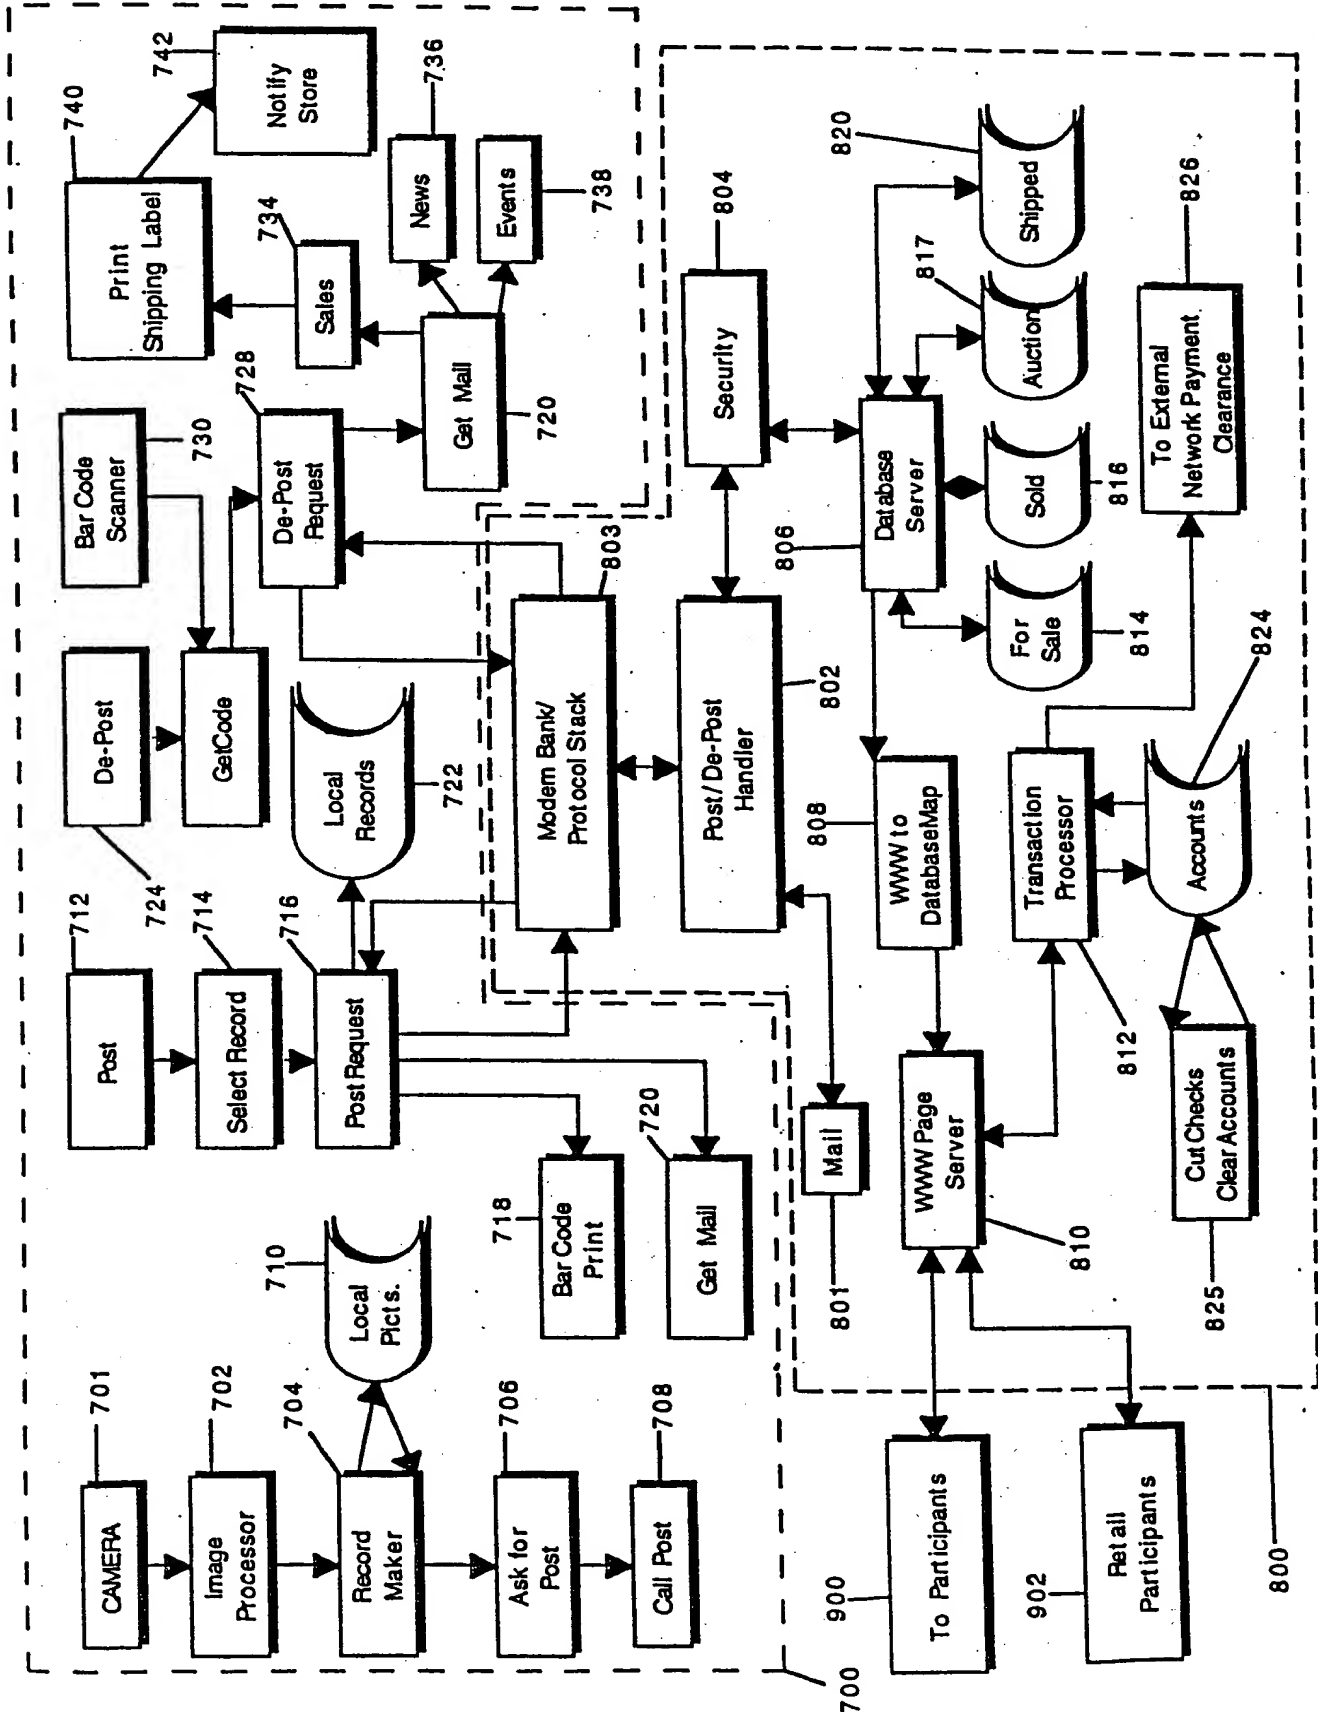 CAMERA
701
Image
Processor
702
Record
Maker
704
Local
Picts.
710
Ask for
Post
706
Call Post
708
Post
712
Select Record
714
Post Request
716
Local
Records
722
Bar Code
Print
718
Get Mail
720
De-Post
724
GetCode
Bar Code
Scanner
730
De-Post
Request
728
Get Mail
720
Sales
734
News
736
Events
738
Print
Shipping Label
740
Notify
Store
742
700
Modem Bank/
Protocol Stack
803
Post/De-Post
Handler
802
Mail
801
Security
804
Database
Server
806
WWW to
DatabaseMap
808
WWW Page
Server
810
Transaction
Processor
812
For
Sale
814
Sold
816
Auction
817
Shipped
820
Accounts
824
Cut Checks
Clear Accounts
825
To External
Network Payment
Clearance
826
To Participants
900
Retail
Participants
902
800